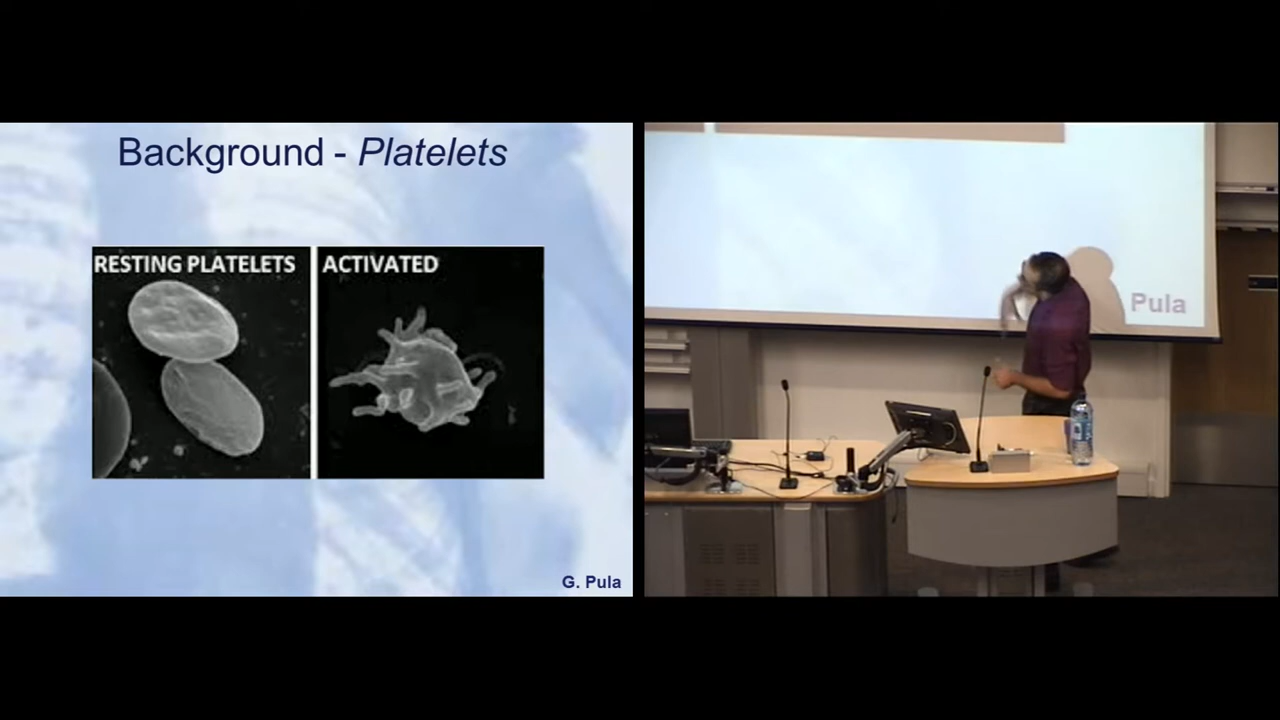 Background - Platelets
RESTING PLATELETS
ACTIVATED
G. Pula
Pula